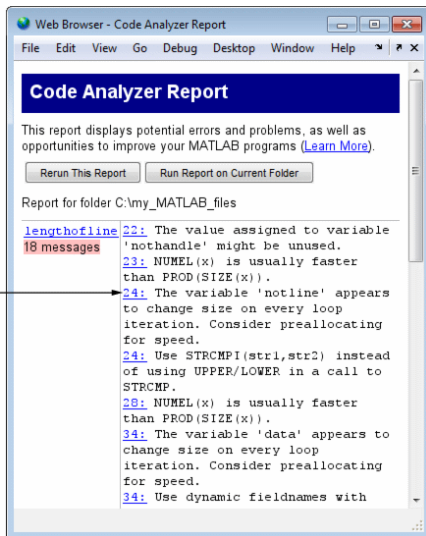 Web Browser - Code Analyzer Report
File Edit View Go Debug Desktop Window Help
Code Analyzer Report
This report displays potential errors and problems, as well as
opportunities to improve your MATLAB programs (Learn More).
Rerun This Report Run Report on Current Folder
Report for folder C:\my_MATLAB_files
lengthofline
18 messages
22: The value assigned to variable
'nothandle' might be unused.
23: NUMEL(x) is usually faster
than PROD(SIZE(x)).
24: The variable 'notline' appears
to change size on every loop
iteration. Consider preallocating
for speed.
24: Use STRCMPI(str1,str2) instead
of using UPPER/LOWER in a call to
STRCMP.
28: NUMEL(x) is usually faster
than PROD(SIZE(x)).
34: The variable 'data' appears to
change size on every loop
iteration. Consider preallocating
for speed.
34: Use dynamic fieldnames with